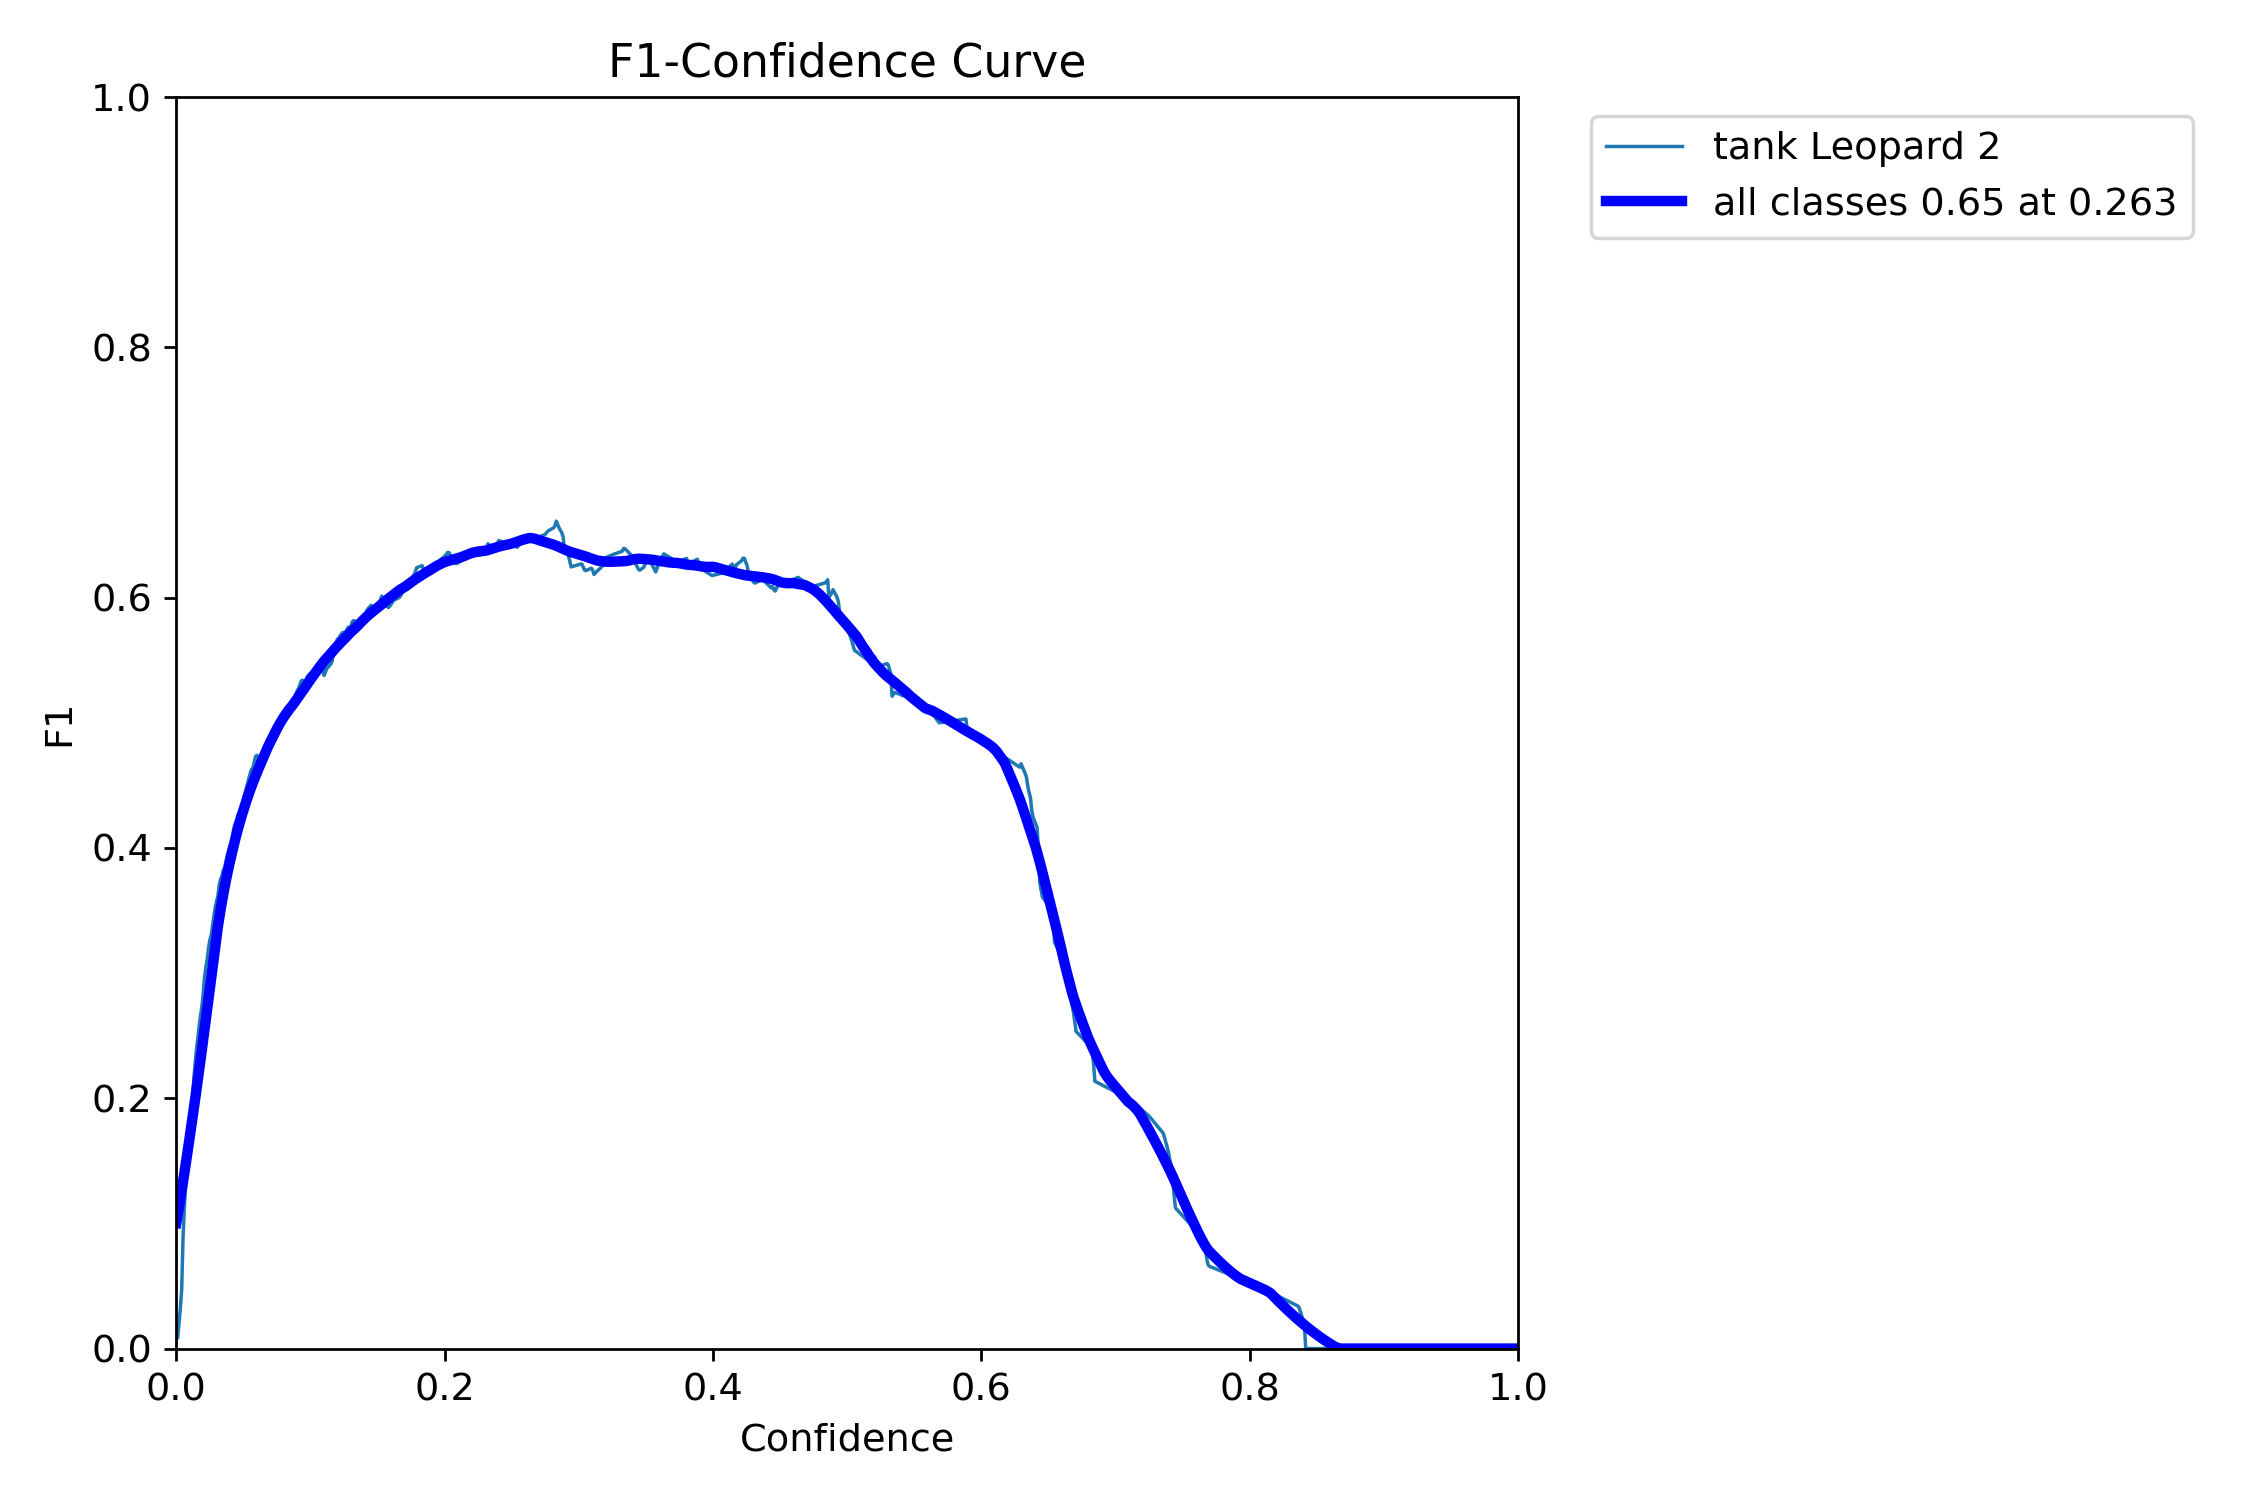 F1-Confidence Curve
tank Leopard 2
all classes 0.65 at 0.263
F1
1.0
0.8
0.6
0.4
0.2
0.0
0.0 0.2 0.4 0.6 0.8 1.0
Confidence